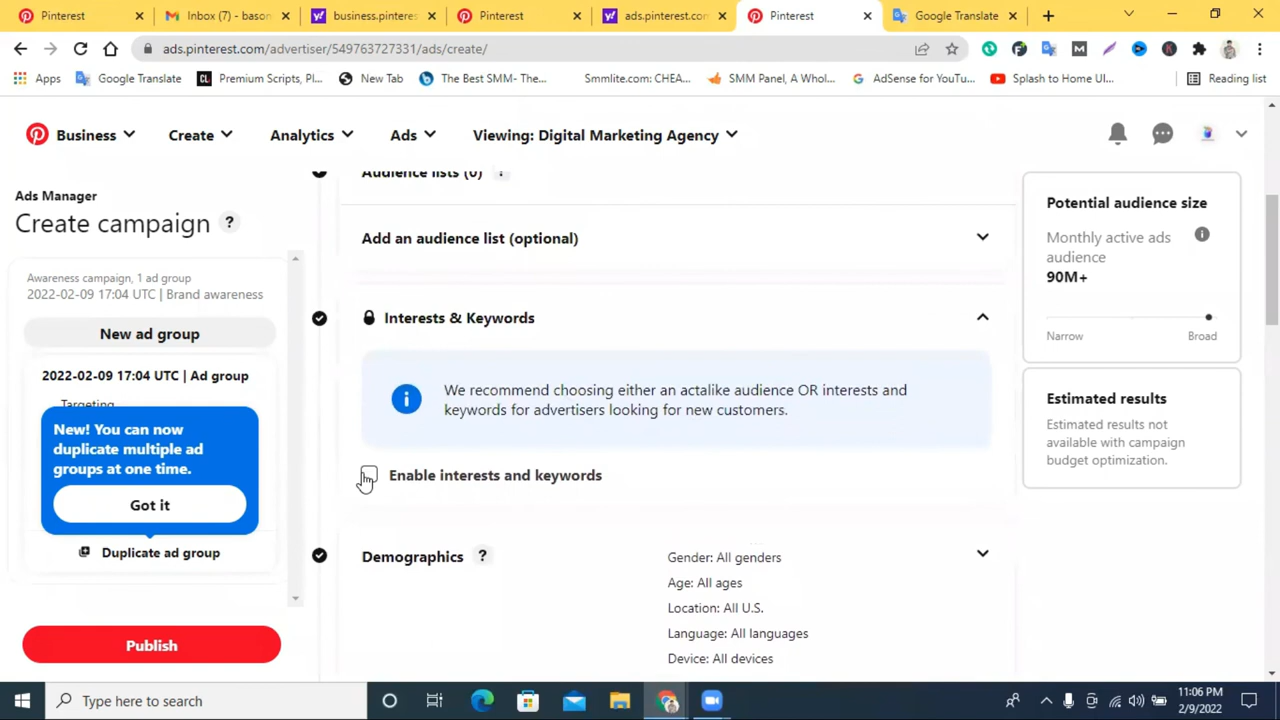 Pinterest
Inbox (7) - bason
business.pinteres
Pinterest
ads.pinterest.com
Pinterest
Google Translate
ads.pinterest.com/advertiser/549763727331/ads/create/
Apps
Google Translate
Premium Scripts, Pl...
New Tab
The Best SMM- The...
Smmlite.com: CHEA...
SMM Panel, A Whol...
AdSense for YouTu...
Splash to Home UI...
Reading list
Business
Create
Analytics
Ads
Viewing: Digital Marketing Agency
Ads Manager
Create campaign ?
Awareness campaign, 1 ad group
2022-02-09 17:04 UTC | Brand awareness
New ad group
2022-02-09 17:04 UTC | Ad group
Targeting
New! You can now
duplicate multiple ad
groups at one time.
Got it
Duplicate ad group
Publish
Audience lists (0)
Add an audience list (optional)
Interests & Keywords
We recommend choosing either an actalike audience OR interests and
keywords for advertisers looking for new customers.
Enable interests and keywords
Demographics ?
Gender: All genders
Age: All ages
Location: All U.S.
Language: All languages
Device: All devices
Potential audience size
Monthly active ads
audience
90M+
Narrow
Broad
Estimated results
Estimated results not
available with campaign
budget optimization.
Type here to search
11:06 PM
2/9/2022